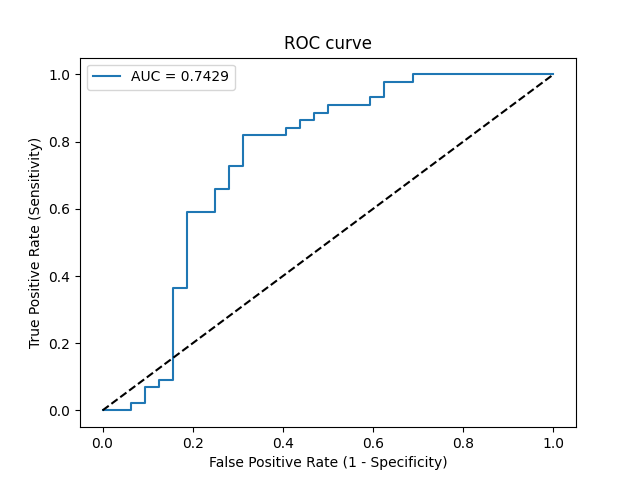 ROC curve
AUC = 0.7429
1.0
0.8
0.6
0.4
0.2
0.0
True Positive Rate (Sensitivity)
0.0 0.2 0.4 0.6 0.8 1.0
False Positive Rate (1 - Specificity)